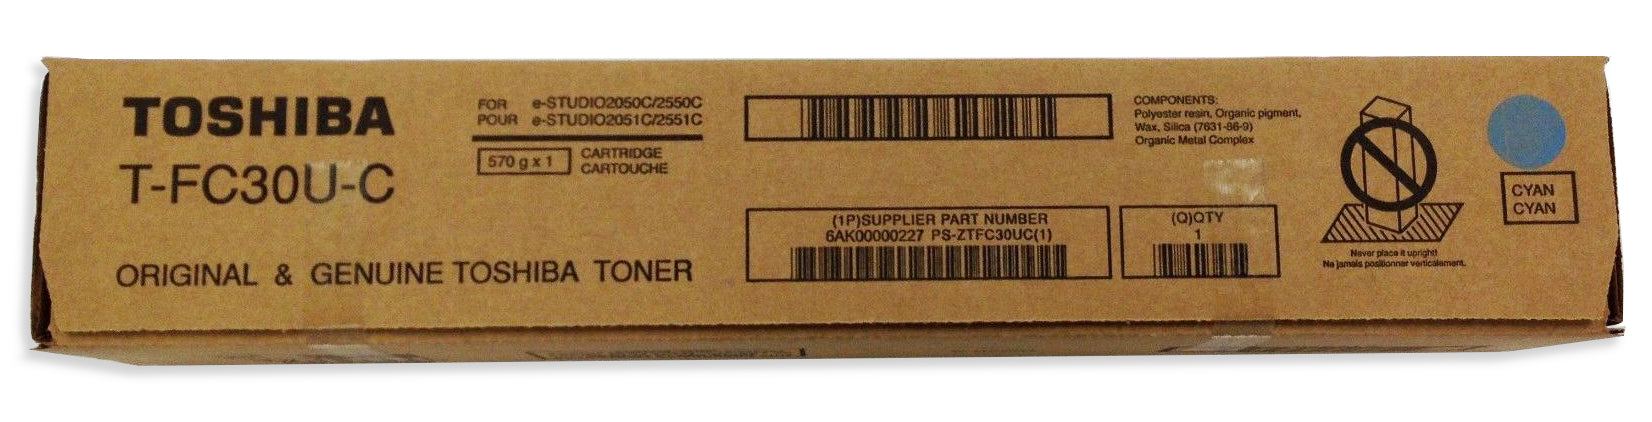 TOSHIBA
T-FC30U-C
ORIGINAL & GENUINE TOSHIBA TONER
FOR e-STUDIO2050C/2550C
POUR e-STUDIO2051C/2551C
570 g x 1
CARTRIDGE
CARTOUCHE
(1P)SUPPLIER PART NUMBER
6AK00000227 PS-ZTFC30UC(1)
COMPONENTS:
Polyester resin, Organic pigment,
Wax, Silica (7631-86-9)
Organic Metal Complex
(Q)QTY
1
Never place it upright!
Ne jamais positionner verticalement.
CYAN
CYAN